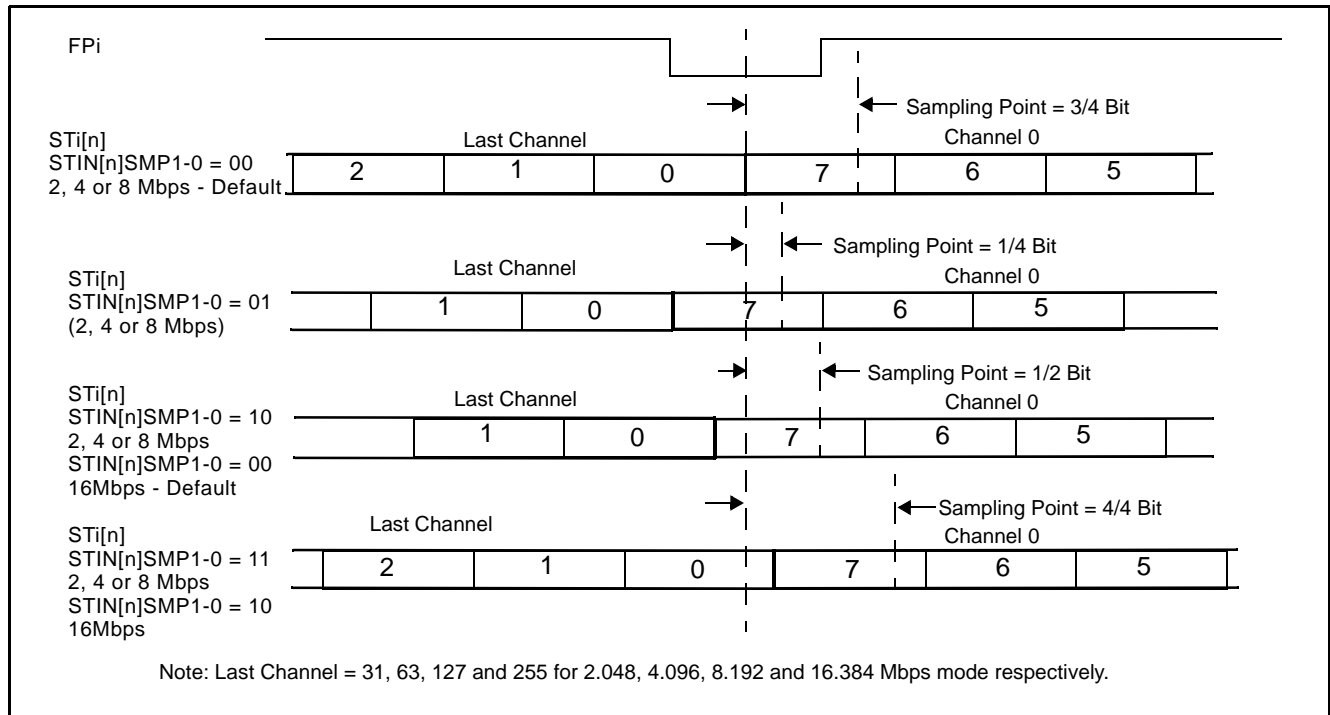 FPi
Sampling Point = 3/4 Bit
STi[n]
STIN[n]SMP1-0 = 00
2, 4 or 8 Mbps - Default
Last Channel
Channel 0
2 1 0 7 6 5
Sampling Point = 1/4 Bit
STi[n]
STIN[n]SMP1-0 = 01
(2, 4 or 8 Mbps)
Last Channel
Channel 0
1 0 7 6 5
Sampling Point = 1/2 Bit
STi[n]
STIN[n]SMP1-0 = 10
2, 4 or 8 Mbps
STIN[n]SMP1-0 = 00
16Mbps - Default
Last Channel
Channel 0
1 0 7 6 5
Sampling Point = 4/4 Bit
STi[n]
STIN[n]SMP1-0 = 11
2, 4 or 8 Mbps
STIN[n]SMP1-0 = 10
16Mbps
Last Channel
Channel 0
2 1 0 7 6 5
Note: Last Channel = 31, 63, 127 and 255 for 2.048, 4.096, 8.192 and 16.384 Mbps mode respectively.